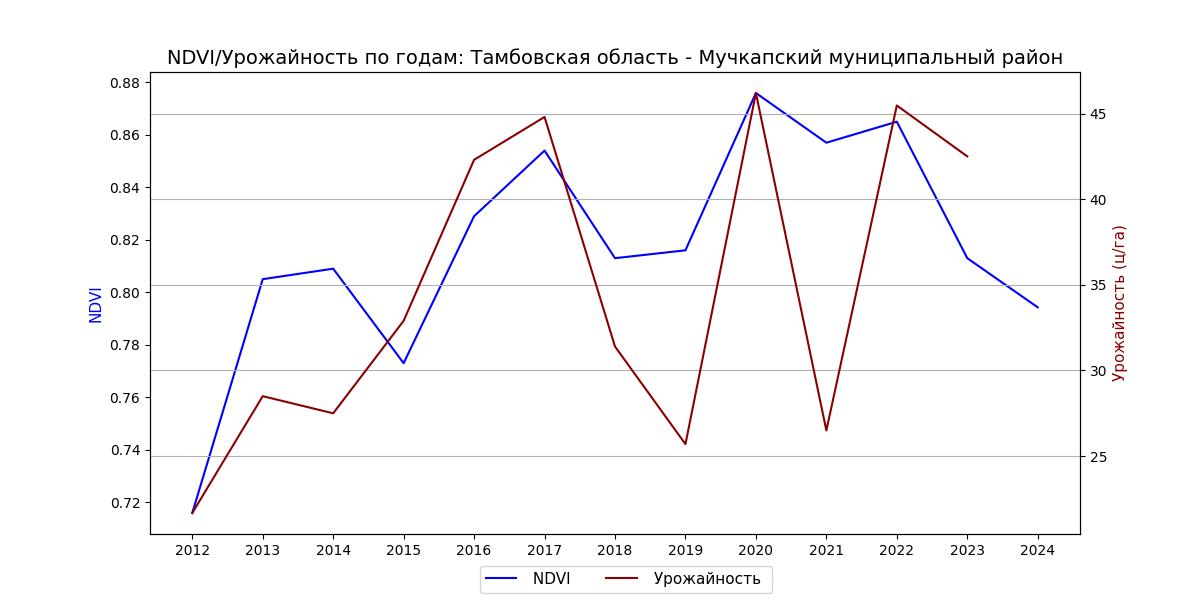 NDVI/Урожайность по годам: Тамбовская область - Мучкапский муниципальный район
0.88
0.86
0.84
0.82
0.80
0.78
0.76
0.74
0.72
NDVI
45
40
35
30
25
Урожайность (ц/га)
2012 2013 2014 2015 2016 2017 2018 2019 2020 2021 2022 2023 2024
NDVI Урожайность